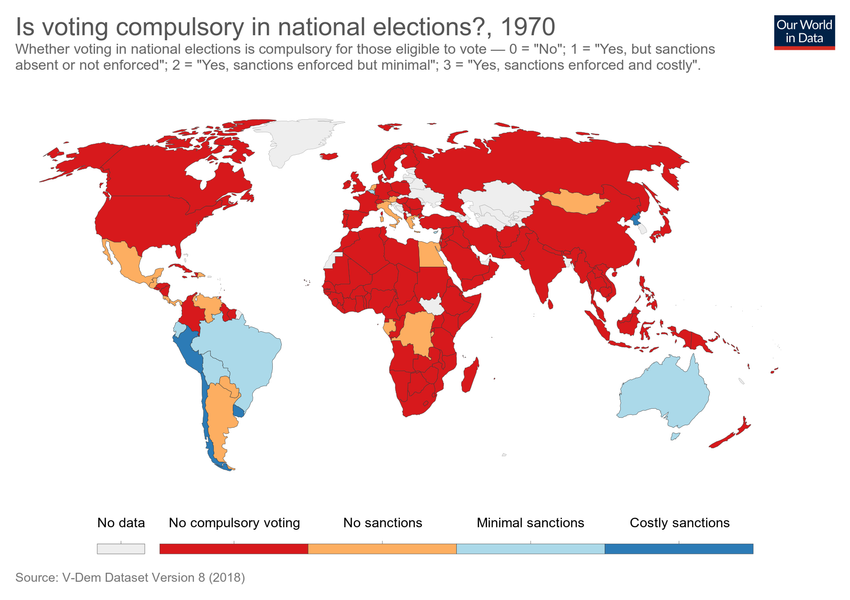 Is voting compulsory in national elections?, 1970
Our World
in Data
Whether voting in national elections is compulsory for those eligible to vote — 0 = "No"; 1 = "Yes, but sanctions
absent or not enforced"; 2 = "Yes, sanctions enforced but minimal"; 3 = "Yes, sanctions enforced and costly".
No data
No compulsory voting
No sanctions
Minimal sanctions
Costly sanctions
Source: V-Dem Dataset Version 8 (2018)